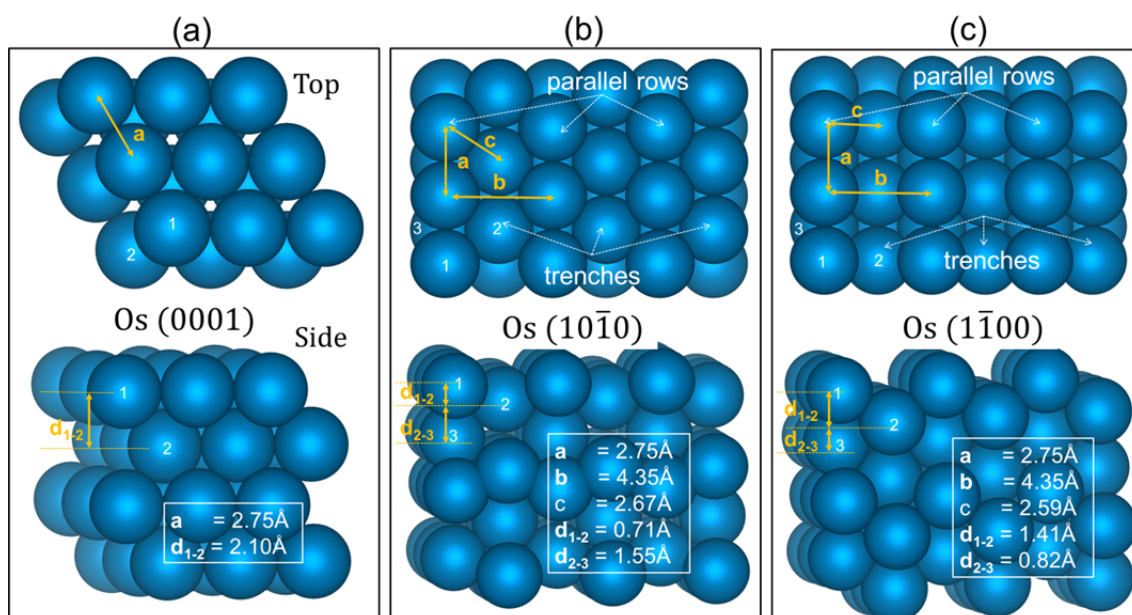 (a)
Top
a
1
2
Os (0001)
Side
1
d1-2
2
a = 2.75Å
d1-2 = 2.10Å
(b)
parallel rows
c
a
b
3
2
1
trenches
Os (101̅0)
d1-2
1
2
d2-3
3
a = 2.75Å
b = 4.35Å
c = 2.67Å
d1-2 = 0.71Å
d2-3 = 1.55Å
(c)
parallel rows
c
a
b
3
1
2
trenches
Os (11̅00)
1
d1-2
2
d2-3
3
a = 2.75Å
b = 4.35Å
c = 2.59Å
d1-2 = 1.41Å
d2-3 = 0.82Å